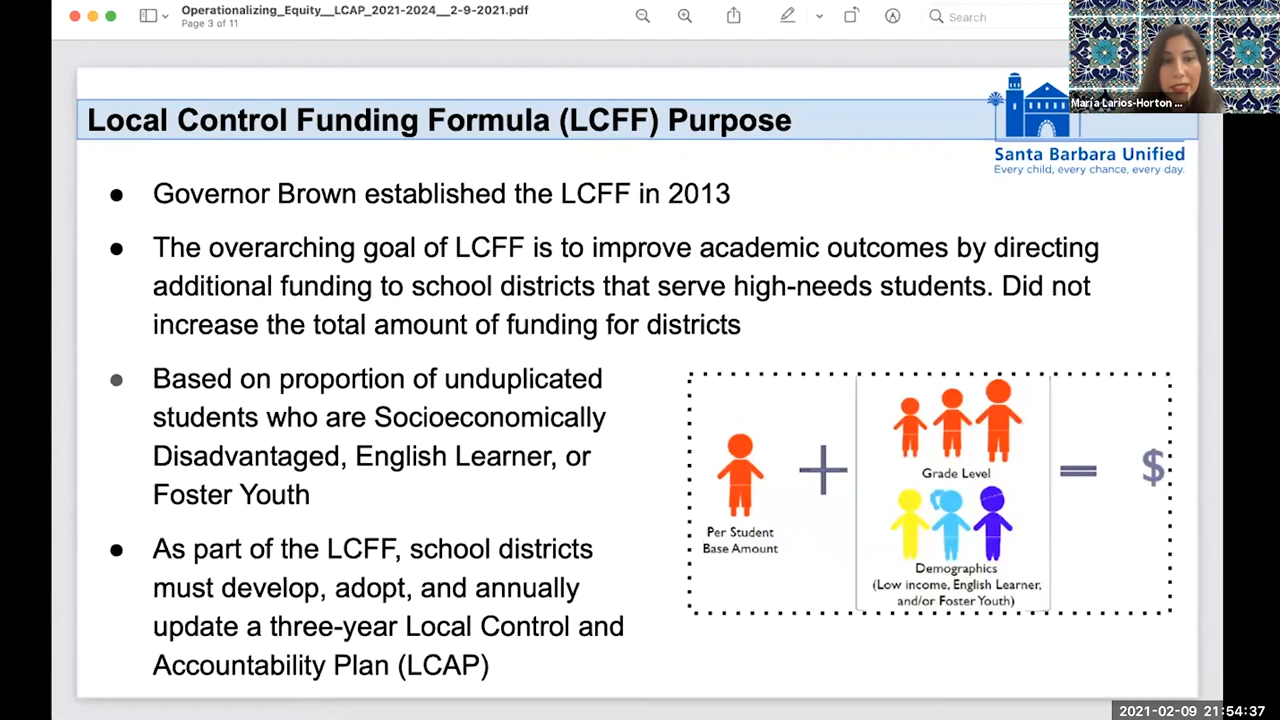 Operationalizing_Equity__LCAP_2021-2024__2-9-2021.pdf
Page 3 of 11
Search
María Larios-Horton ...
Local Control Funding Formula (LCFF) Purpose
Santa Barbara Unified
Every child, every chance, every day.
● Governor Brown established the LCFF in 2013
● The overarching goal of LCFF is to improve academic outcomes by directing
additional funding to school districts that serve high-needs students. Did not
increase the total amount of funding for districts
● Based on proportion of unduplicated
students who are Socioeconomically
Disadvantaged, English Learner, or
Foster Youth
● As part of the LCFF, school districts
must develop, adopt, and annually
update a three-year Local Control and
Accountability Plan (LCAP)
Per Student
Base Amount
+
Grade Level
Demographics
(Low income, English Learner,
and/or Foster Youth)
=
$
2021-02-09 21:54:37